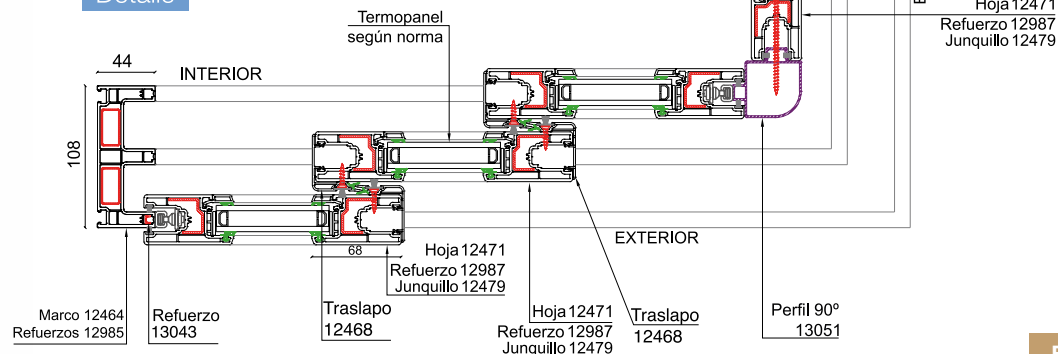 Detalle
Termopanel
según norma
44
INTERIOR
108
Hoja 12471
Refuerzo 12987
Junquillo 12479
EXTERIOR
68
Hoja 12471
Refuerzo 12987
Junquillo 12479
Marco 12464
Refuerzos 12985
Refuerzo
13043
Traslapo
12468
Hoja 12471
Refuerzo 12987
Junquillo 12479
Traslapo
12468
Perfil 90º
13051